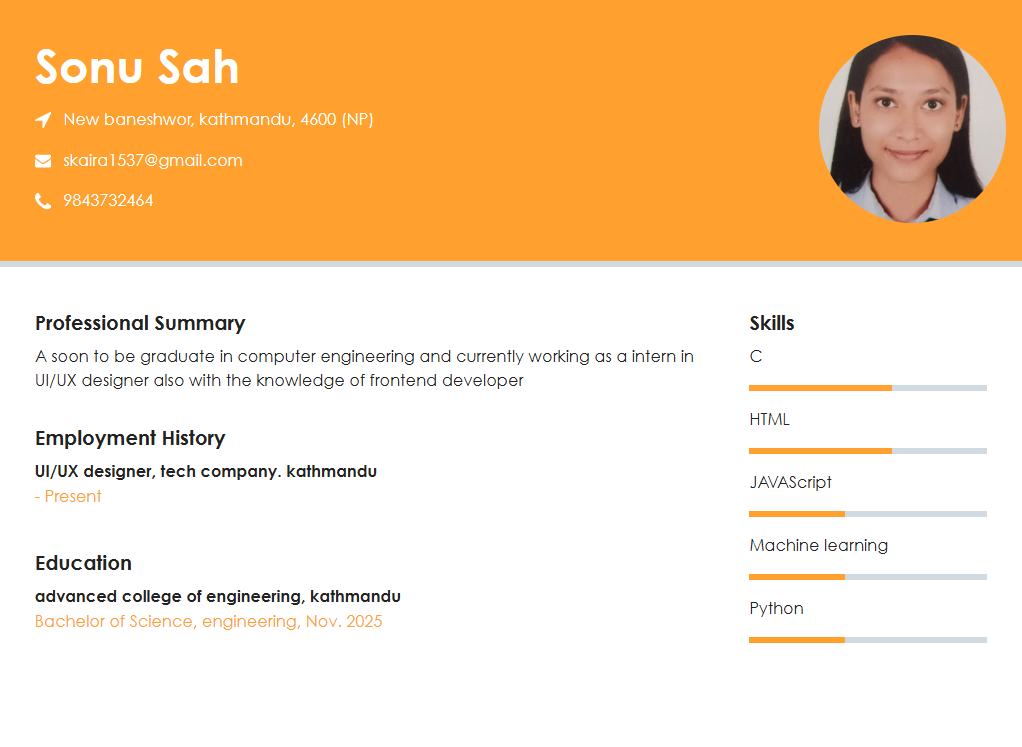 Sonu Sah
New baneshwor, kathmandu, 4600 (NP)
skaira1537@gmail.com
9843732464
Professional Summary
A soon to be graduate in computer engineering and currently working as a intern in
UI/UX designer also with the knowledge of frontend developer
Employment History
UI/UX designer, tech company. kathmandu
- Present
Education
advanced college of engineering, kathmandu
Bachelor of Science, engineering, Nov. 2025
Skills
C
HTML
JAVAScript
Machine learning
Python